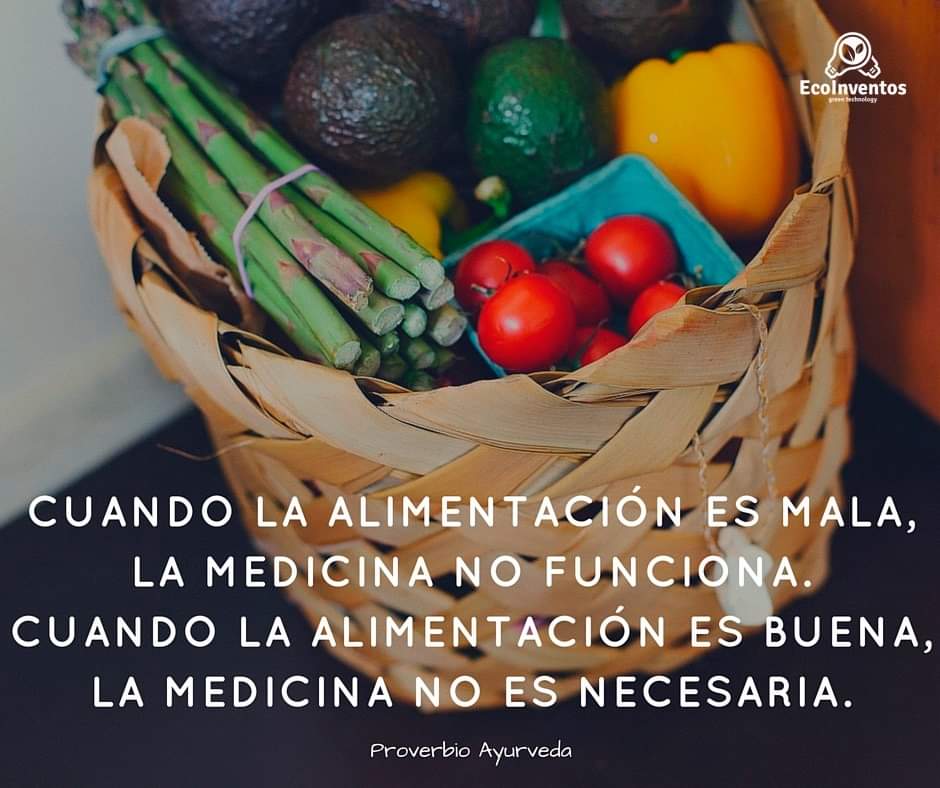 EcoInventos
green technology
CUANDO LA ALIMENTACIÓN ES MALA,
LA MEDICINA NO FUNCIONA.
CUANDO LA ALIMENTACIÓN ES BUENA,
LA MEDICINA NO ES NECESARIA.
Proverbio Ayurveda